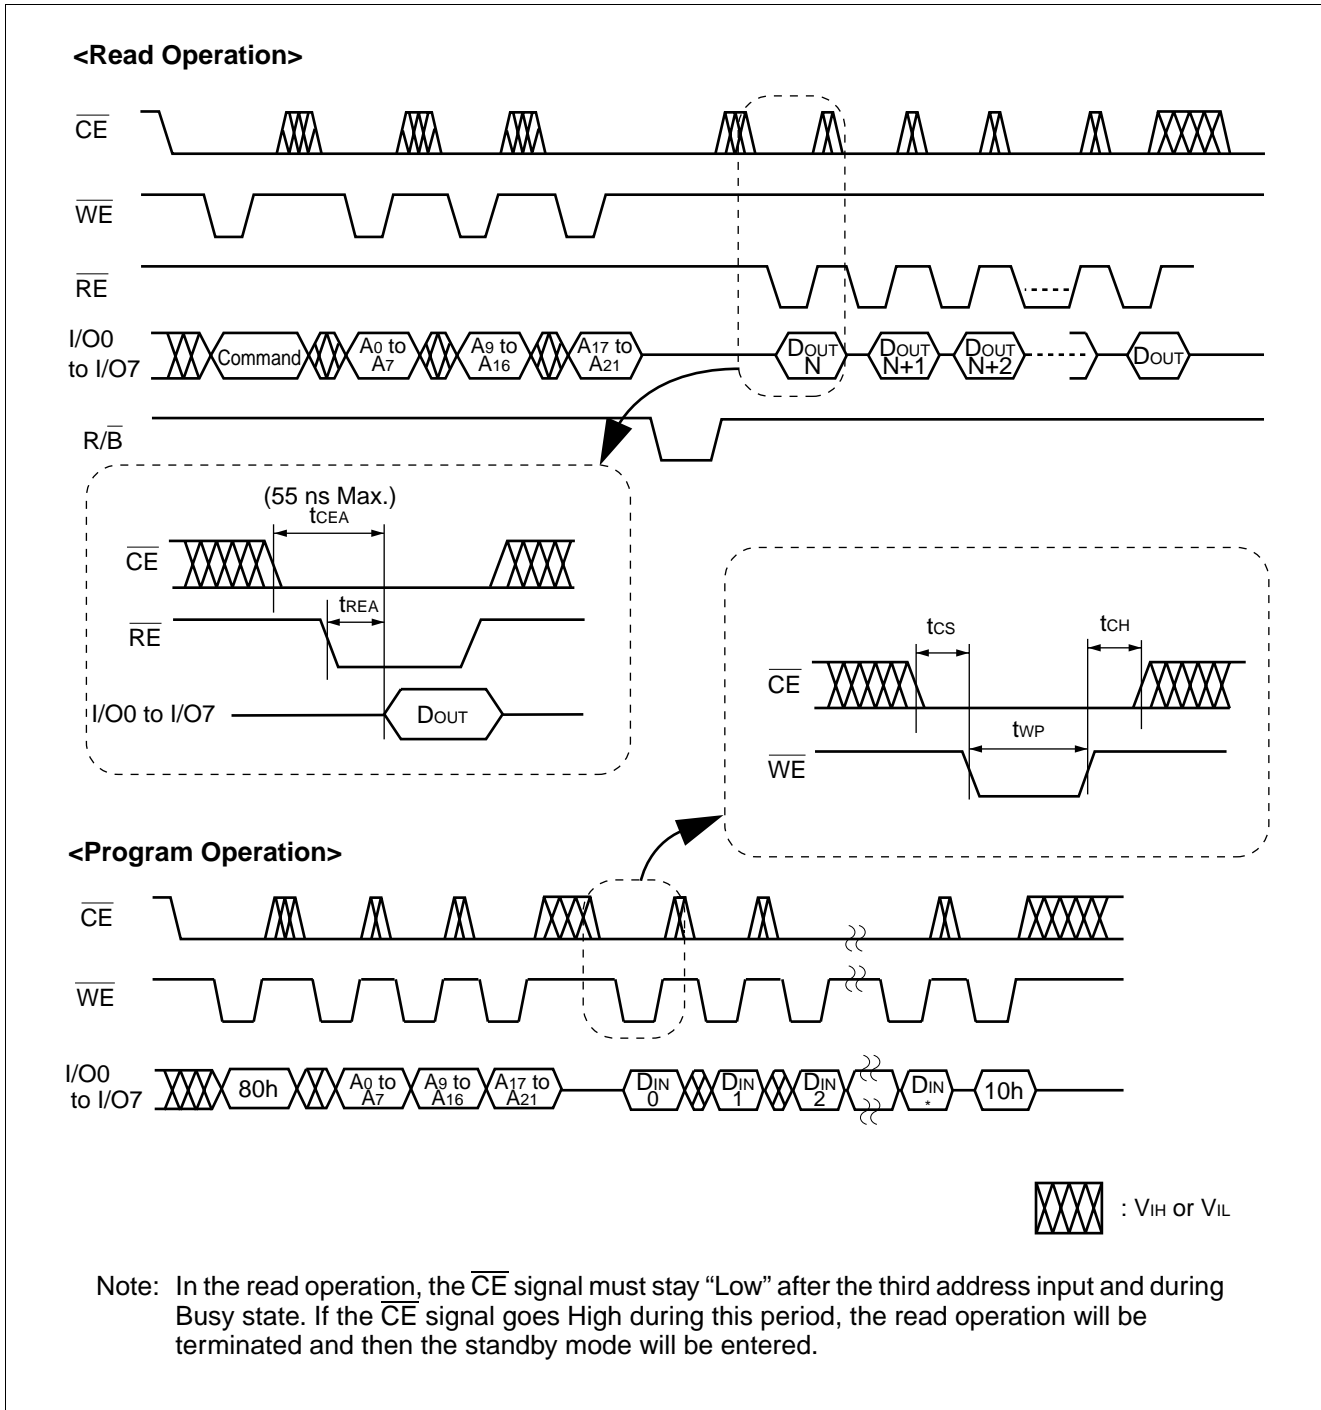 <Read Operation>
CE
WE
RE
I/O0
to I/O7
Command
A0 to
A7
A9 to
A16
A17 to
A21
DOUT
N
DOUT
N+1
DOUT
N+2
DOUT
R/B
(55 ns Max.)
tCEA
CE
tREA
RE
I/O0 to I/O7
DOUT
tCS
tCH
CE
tWP
WE
<Program Operation>
CE
WE
I/O0
to I/O7
80h
A0 to
A7
A9 to
A16
A17 to
A21
DIN
0
DIN
1
DIN
2
DIN
*
10h
: VIH or VIL
Note: In the read operation, the CE signal must stay “Low” after the third address input and during
Busy state. If the CE signal goes High during this period, the read operation will be
terminated and then the standby mode will be entered.